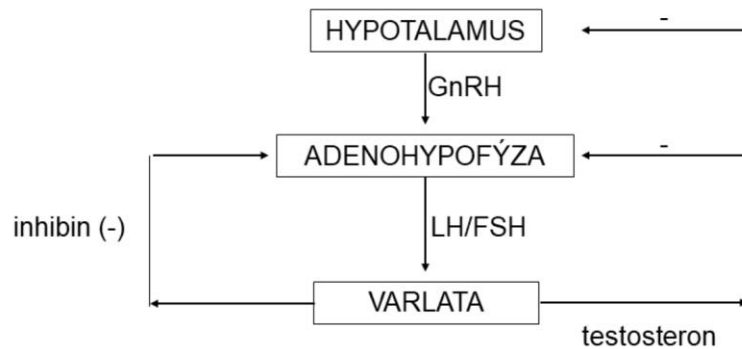 HYPOTALAMUS
-
GnRH
ADENOHYPOFÝZA
-
inhibin (-)
LH/FSH
VARLATA
testosteron